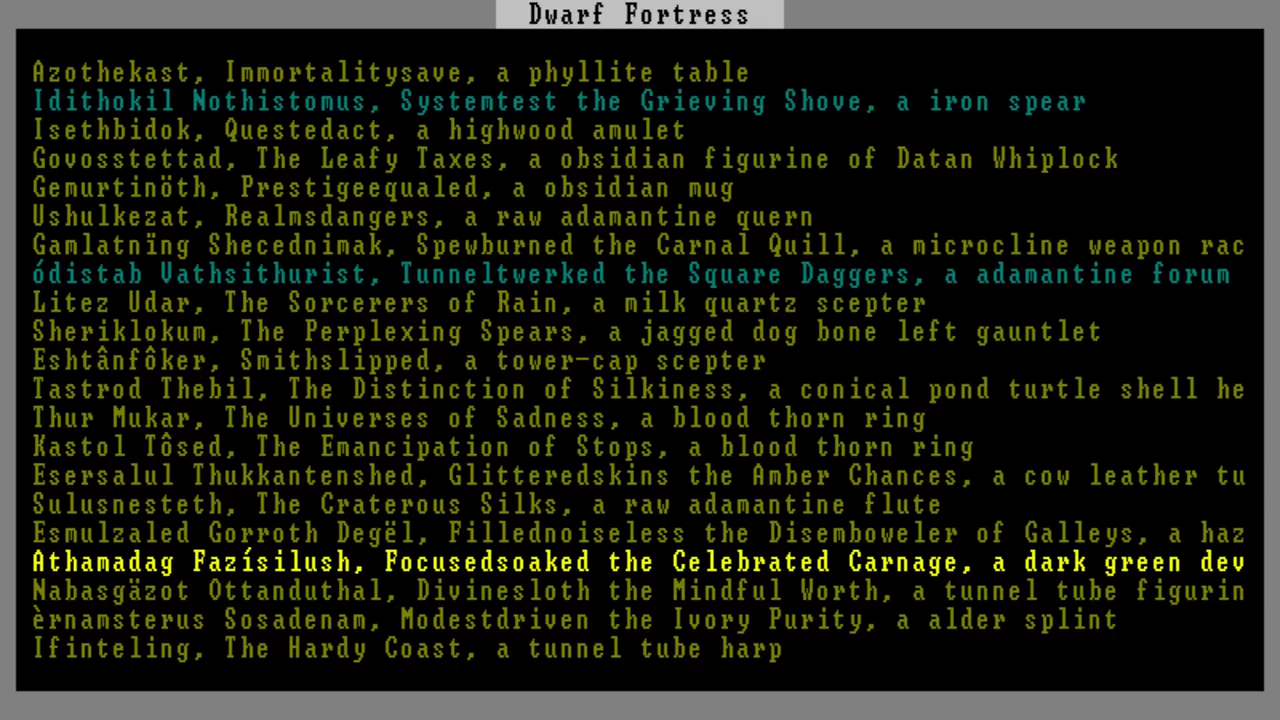 Dwarf Fortress
Azothekast, Immortalitysave, a phyllite table
Idithokil Nothistomus, Systemtest the Grieving Shove, a iron spear
Isethbidok, Questedact, a highwood amulet
Govosstettad, The Leafy Taxes, a obsidian figurine of Datan Whiplock
Gemurtinöth, Prestigeequaled, a obsidian mug
Ushulkezat, Realmsdangers, a raw adamantine quern
Gamlatnïng Shecednimak, Spewburned the Carnal Quill, a microcline weapon rac
ódistab Vathsithurist, Tunneltwerked the Square Daggers, a adamantine forum
Litez Udar, The Sorcerers of Rain, a milk quartz scepter
Sheriklokum, The Perplexing Spears, a jagged dog bone left gauntlet
Eshtânfôker, Smithslipped, a tower-cap scepter
Tastrod Thebil, The Distinction of Silkiness, a conical pond turtle shell he
Thur Mukar, The Universes of Sadness, a blood thorn ring
Kastol Tôsed, The Emancipation of Stops, a blood thorn ring
Esersalul Thukkantenshed, Glitteredskins the Amber Chances, a cow leather tu
Sulusnesteth, The Craterous Silks, a raw adamantine flute
Esmulzaled Gorroth Degël, Fillednoiseless the Disemboweler of Galleys, a haz
Athamadag Fazísilush, Focusedsoaked the Celebrated Carnage, a dark green dev
Nabasgäzot Ottanduthal, Divinesloth the Mindful Worth, a tunnel tube figurin
èrnamsterus Sosadenam, Modestdriven the Ivory Purity, a alder splint
Ifinteling, The Hardy Coast, a tunnel tube harp